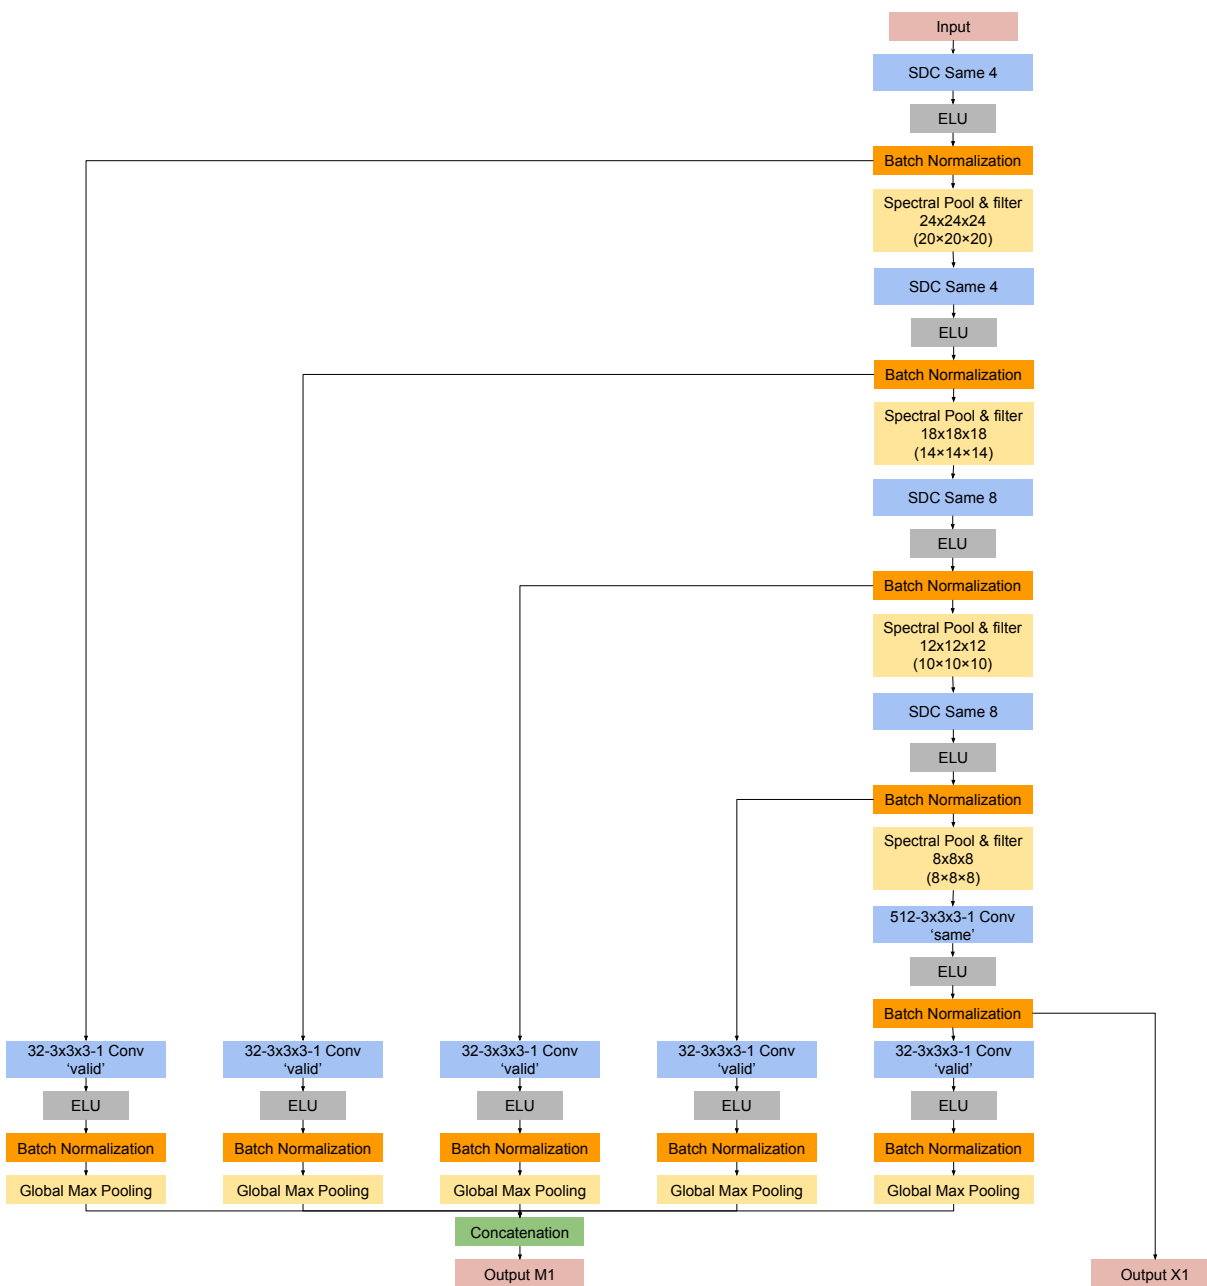 Input
SDC Same 4
ELU
Batch Normalization
Spectral Pool & filter
24x24x24
(20×20×20)
SDC Same 4
ELU
Batch Normalization
Spectral Pool & filter
18x18x18
(14×14×14)
SDC Same 8
ELU
Batch Normalization
Spectral Pool & filter
12x12x12
(10×10×10)
SDC Same 8
ELU
Batch Normalization
Spectral Pool & filter
8x8x8
(8×8×8)
512-3x3x3-1 Conv
‘same’
ELU
Batch Normalization
32-3x3x3-1 Conv
‘valid’
32-3x3x3-1 Conv
‘valid’
32-3x3x3-1 Conv
‘valid’
32-3x3x3-1 Conv
‘valid’
32-3x3x3-1 Conv
‘valid’
ELU
ELU
ELU
ELU
ELU
Batch Normalization
Batch Normalization
Batch Normalization
Batch Normalization
Batch Normalization
Global Max Pooling
Global Max Pooling
Global Max Pooling
Global Max Pooling
Global Max Pooling
Concatenation
Output M1
Output X1